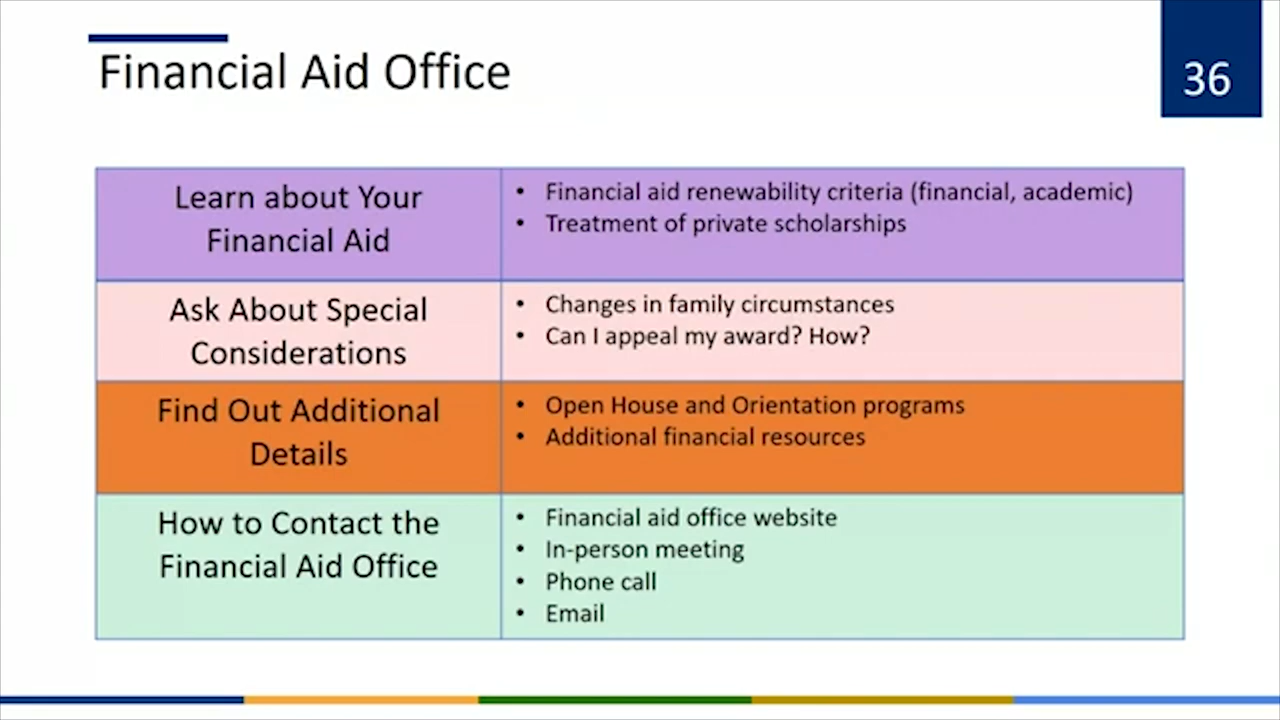 Financial Aid Office
36
Learn about Your
Financial Aid
• Financial aid renewability criteria (financial, academic)
• Treatment of private scholarships
Ask About Special
Considerations
• Changes in family circumstances
• Can I appeal my award? How?
Find Out Additional
Details
• Open House and Orientation programs
• Additional financial resources
How to Contact the
Financial Aid Office
• Financial aid office website
• In-person meeting
• Phone call
• Email